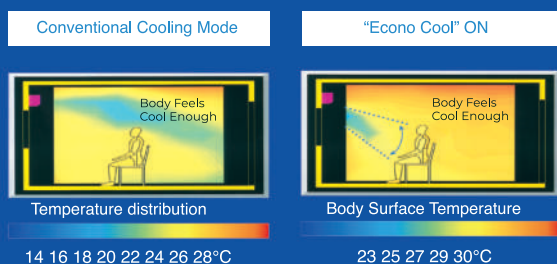 Conventional Cooling Mode
Body Feels
Cool Enough
Temperature distribution
14 16 18 20 22 24 26 28°C
“Econo Cool” ON
Body Feels
Cool Enough
Body Surface Temperature
23 25 27 29 30°C